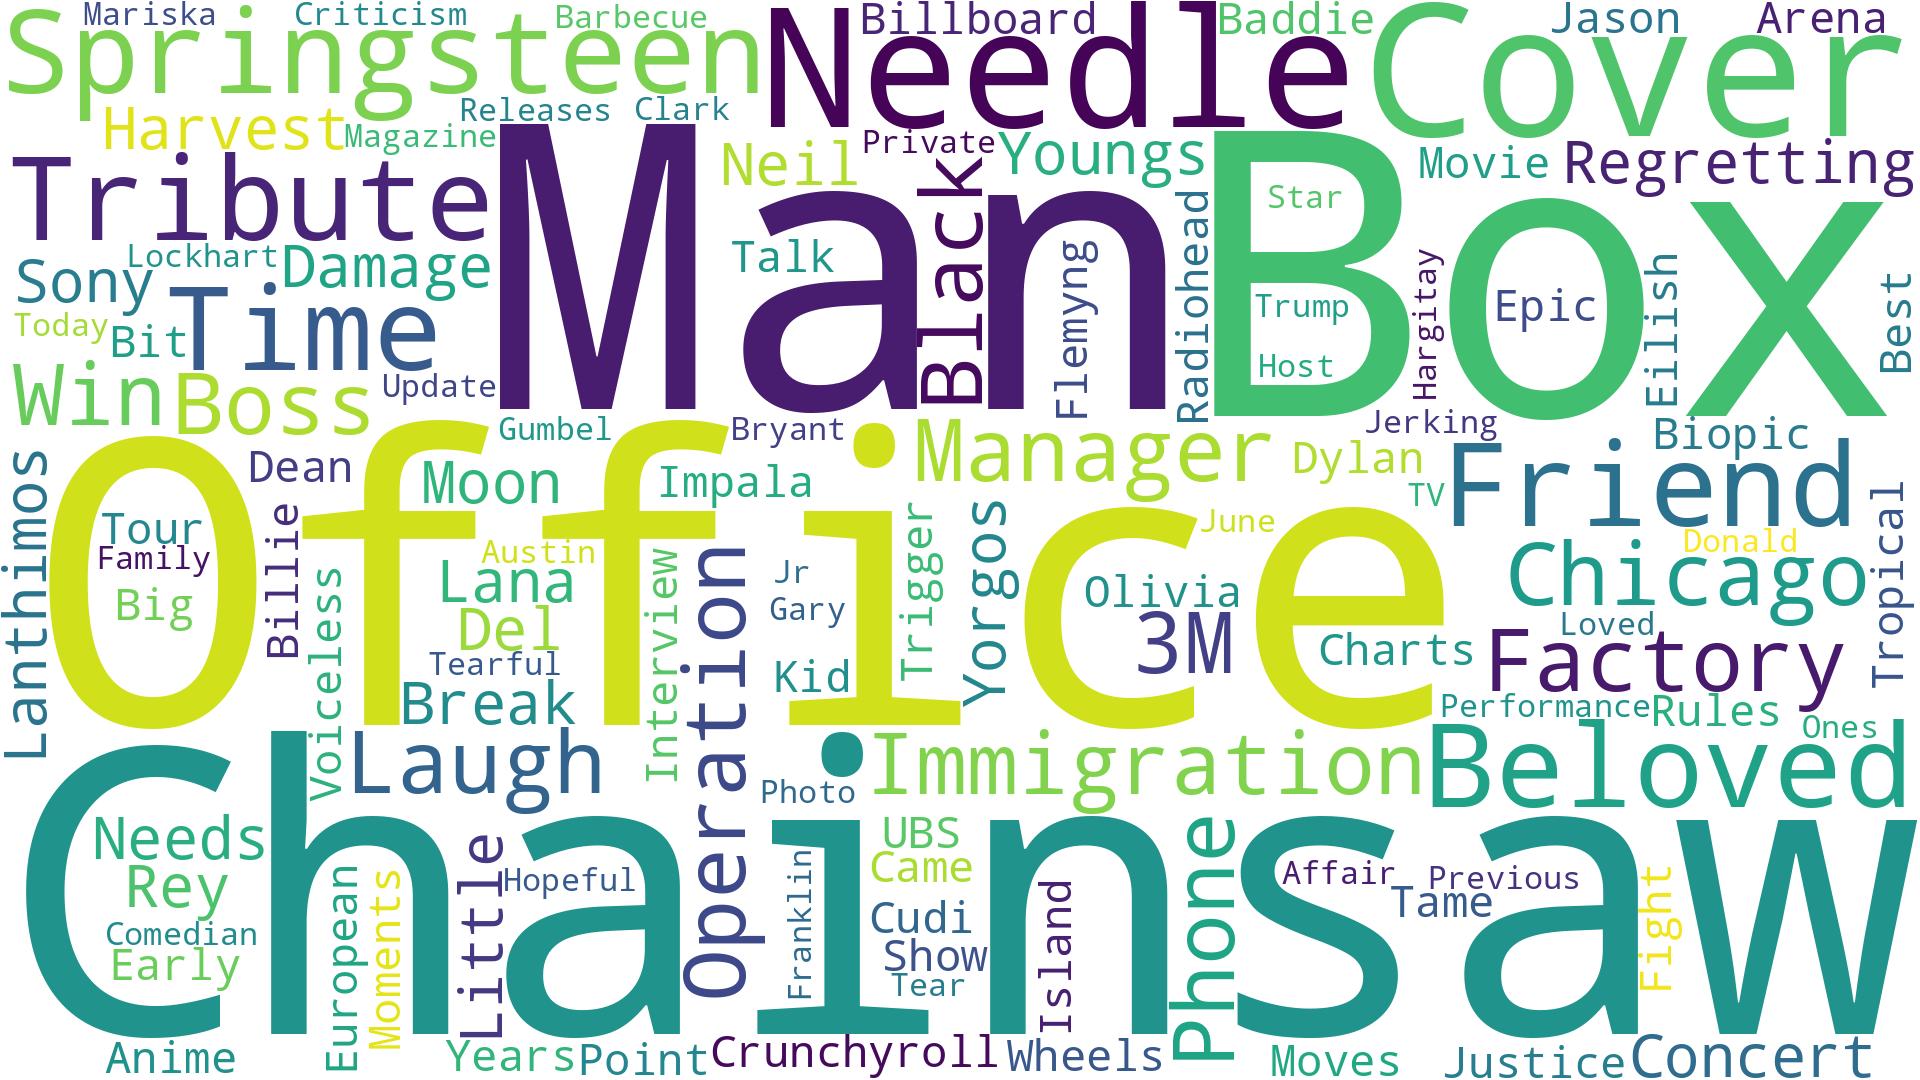 Mariska
Criticism
Barbecue
Springsteen
Needle
Billboard
Baddie
Cover
Jason
Arena
Harvest
Magazine
Releases
Clark
Private
Youngs
Movie
Regretting
Tribute
Man
Neil
Black
Box
Star
Lockhart
Damage
Talk
Flemyng
Radiohead
Trump
Hargitay
Epic
Eilish
Best
Sony
Today
Bit
Time
Host
Win
Boss
Update
Gumbel
Bryant
Manager
Jerking
Biopic
Dean
Moon
Impala
Dylan
TV
Friend
Lanthimos
Office
Tour
Family
Big
Billie
Voiceless
Austin
Lana
Del
Tearful
Break
Interview
Operation
Jr
Gary
Kid
Trigger
Yorgos
June
Olivia
3M
Charts
Donald
Chicago
Loved
Factory
Tropical
Performance
Rules
Ones
Laugh
Photo
Immigration
Beloved
Chainsaw
Needs
Rey
Comedian
Early
European
Moments
Little
Hopeful
Franklin
UBS
Came
Cudi
Show
Tear
Island
Phone
Affair
Previous
Tame
Fight
Anime
Years
Point
Crunchyroll
Wheels
Moves
Justice
Concert